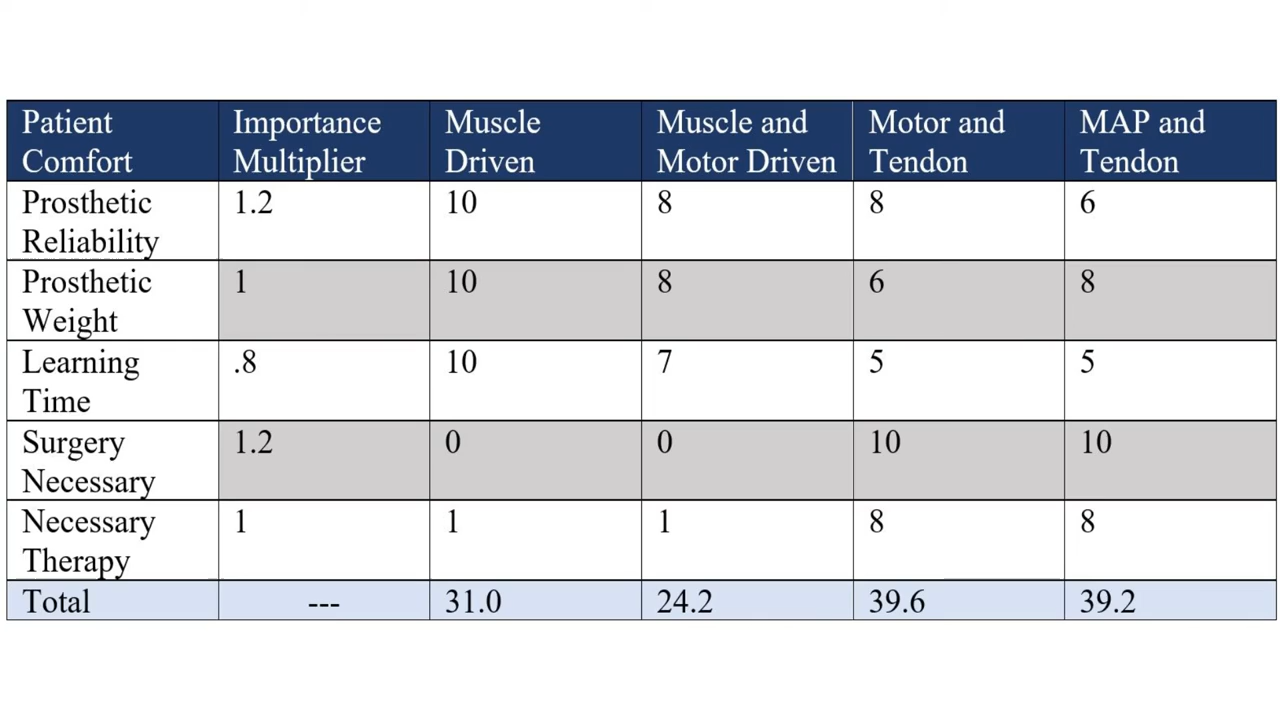 Patient Comfort | Importance Multiplier | Muscle Driven | Muscle and Motor Driven | Motor and Tendon | MAP and Tendon
Prosthetic Reliability | 1.2 | 10 | 8 | 8 | 6
Prosthetic Weight | 1 | 10 | 8 | 6 | 8
Learning Time | .8 | 10 | 7 | 5 | 5
Surgery Necessary | 1.2 | 0 | 0 | 10 | 10
Necessary Therapy | 1 | 1 | 1 | 8 | 8
Total | --- | 31.0 | 24.2 | 39.6 | 39.2